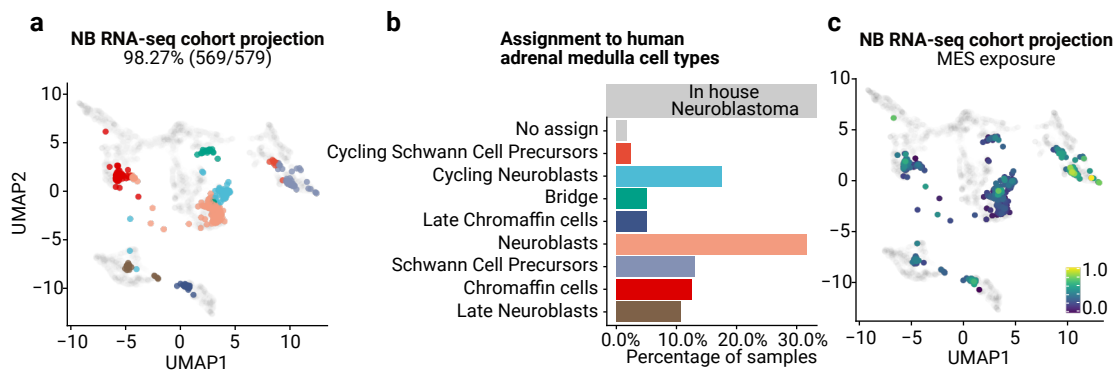 a
NB RNA-seq cohort projection
98.27% (569/579)
10
5
0
−5
−10
UMAP2
−10
−5
0
5
10
UMAP1
b
Assignment to human
adrenal medulla cell types
In house
Neuroblastoma
No assign
Cycling Schwann Cell Precursors
Cycling Neuroblasts
Bridge
Late Chromaffin cells
Neuroblasts
Schwann Cell Precursors
Chromaffin cells
Late Neuroblasts
0.0%
10.0%
20.0%
30.0%
Percentage of samples
c
NB RNA-seq cohort projection
MES exposure
10
5
0
−5
−10
−10
−5
0
5
10
UMAP1
1.0
0.0